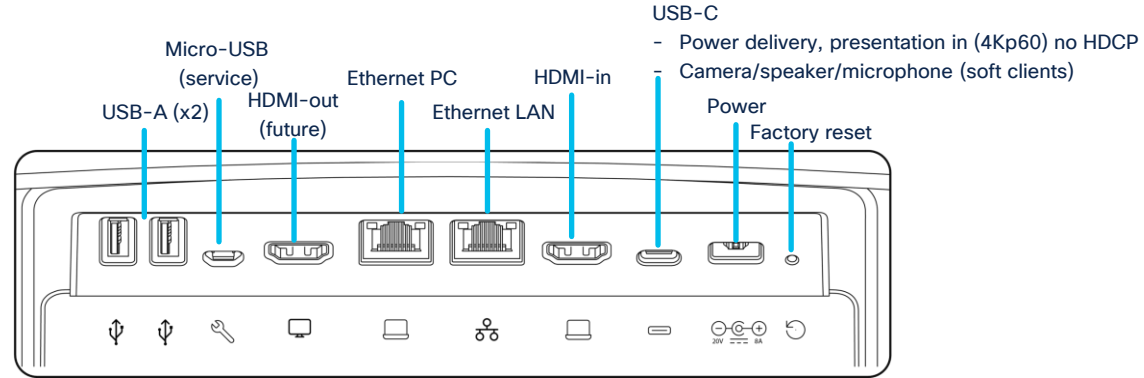 USB-C
- Power delivery, presentation in (4Kp60) no HDCP
- Camera/speaker/microphone (soft clients)
Micro-USB
(service)
Ethernet PC
HDMI-in
USB-A (x2)
HDMI-out
(future)
Ethernet LAN
Power
Factory reset
20V
8A